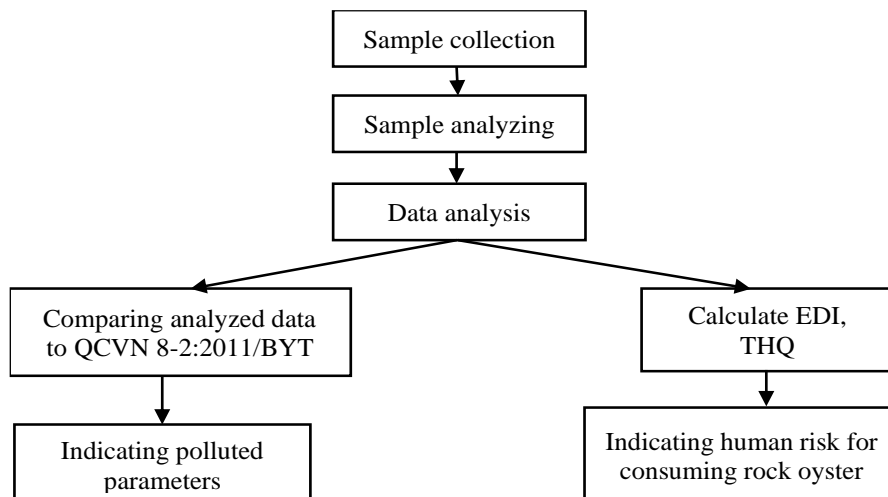 Sample collection
Sample analyzing
Data analysis
Comparing analyzed data
to QCVN 8-2:2011/BYT
Calculate EDI,
THQ
Indicating polluted
parameters
Indicating human risk for
consuming rock oyster